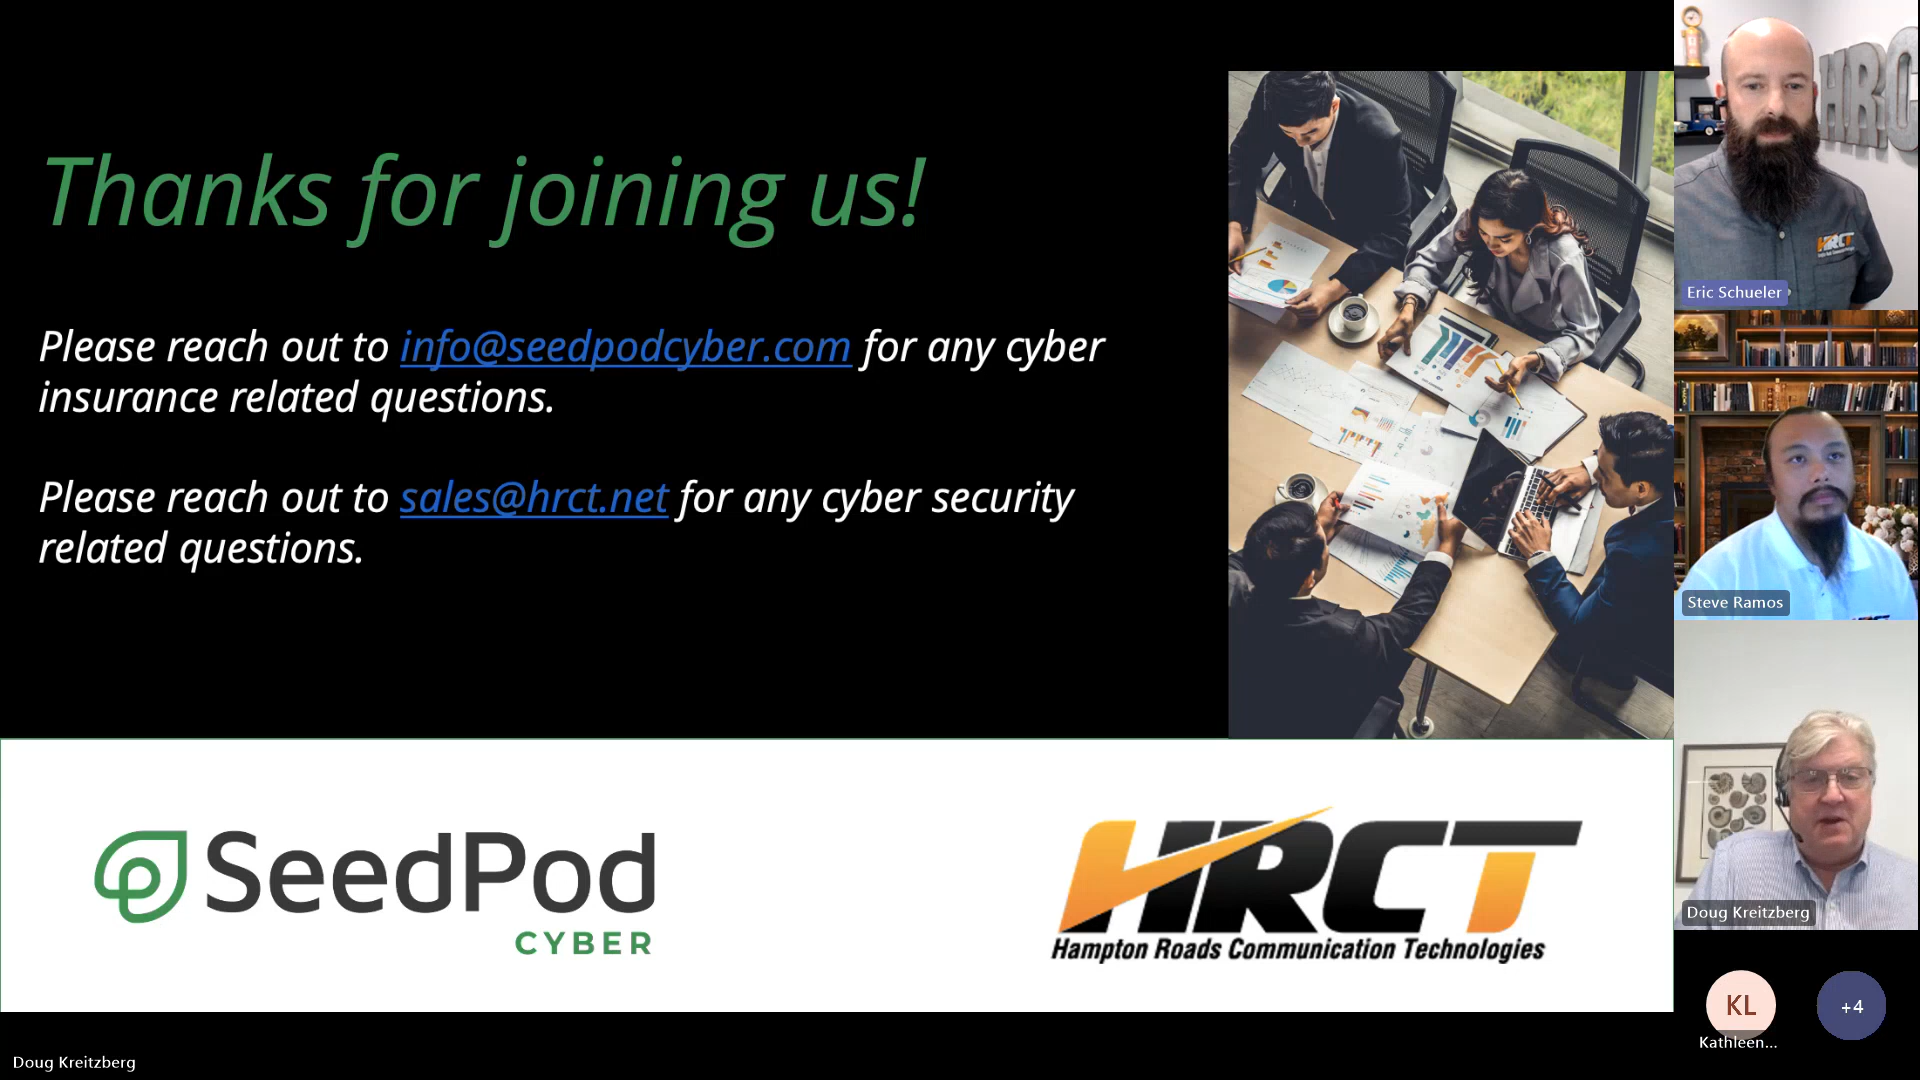 Thanks for joining us!
Please reach out to info@seedpodcyber.com for any cyber
insurance related questions.
Please reach out to sales@hrct.net for any cyber security
related questions.
SeedPod
CYBER
HRCT
Hampton Roads Communication Technologies
Doug Kreitzberg
HRC
HRCT
Eric Schueler
Steve Ramos
Doug Kreitzberg
KL
Kathleen...
+4